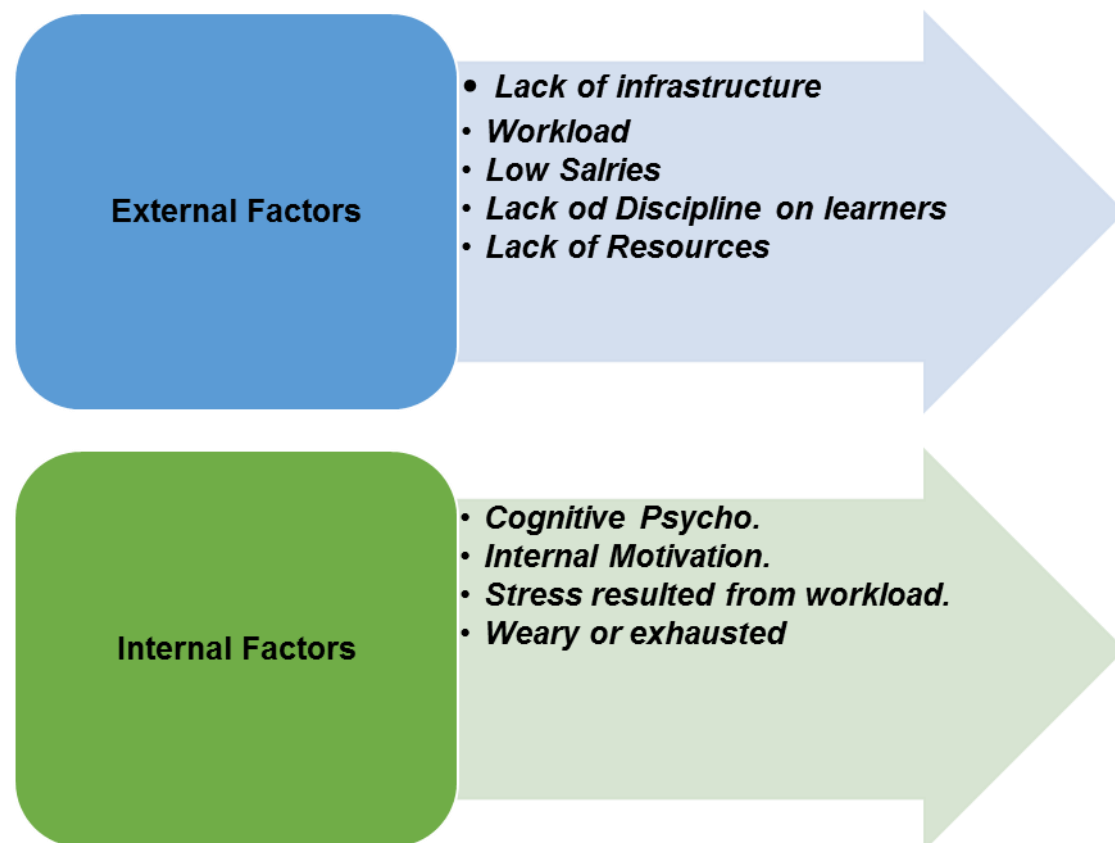 External Factors
• Lack of infrastructure
• Workload
• Low Salries
• Lack od Discipline on learners
• Lack of Resources
Internal Factors
• Cognitive Psycho.
• Internal Motivation.
• Stress resulted from workload.
• Weary or exhausted